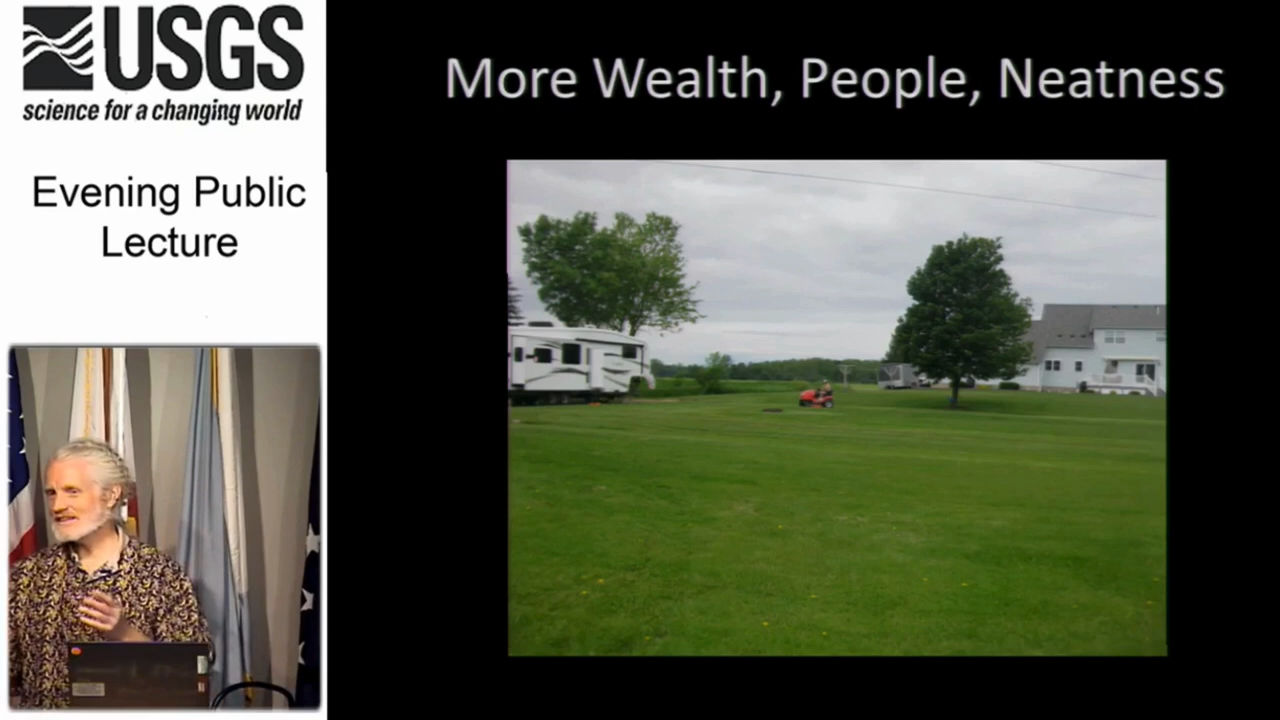 USGS
science for a changing world
Evening Public
Lecture
More Wealth, People, Neatness